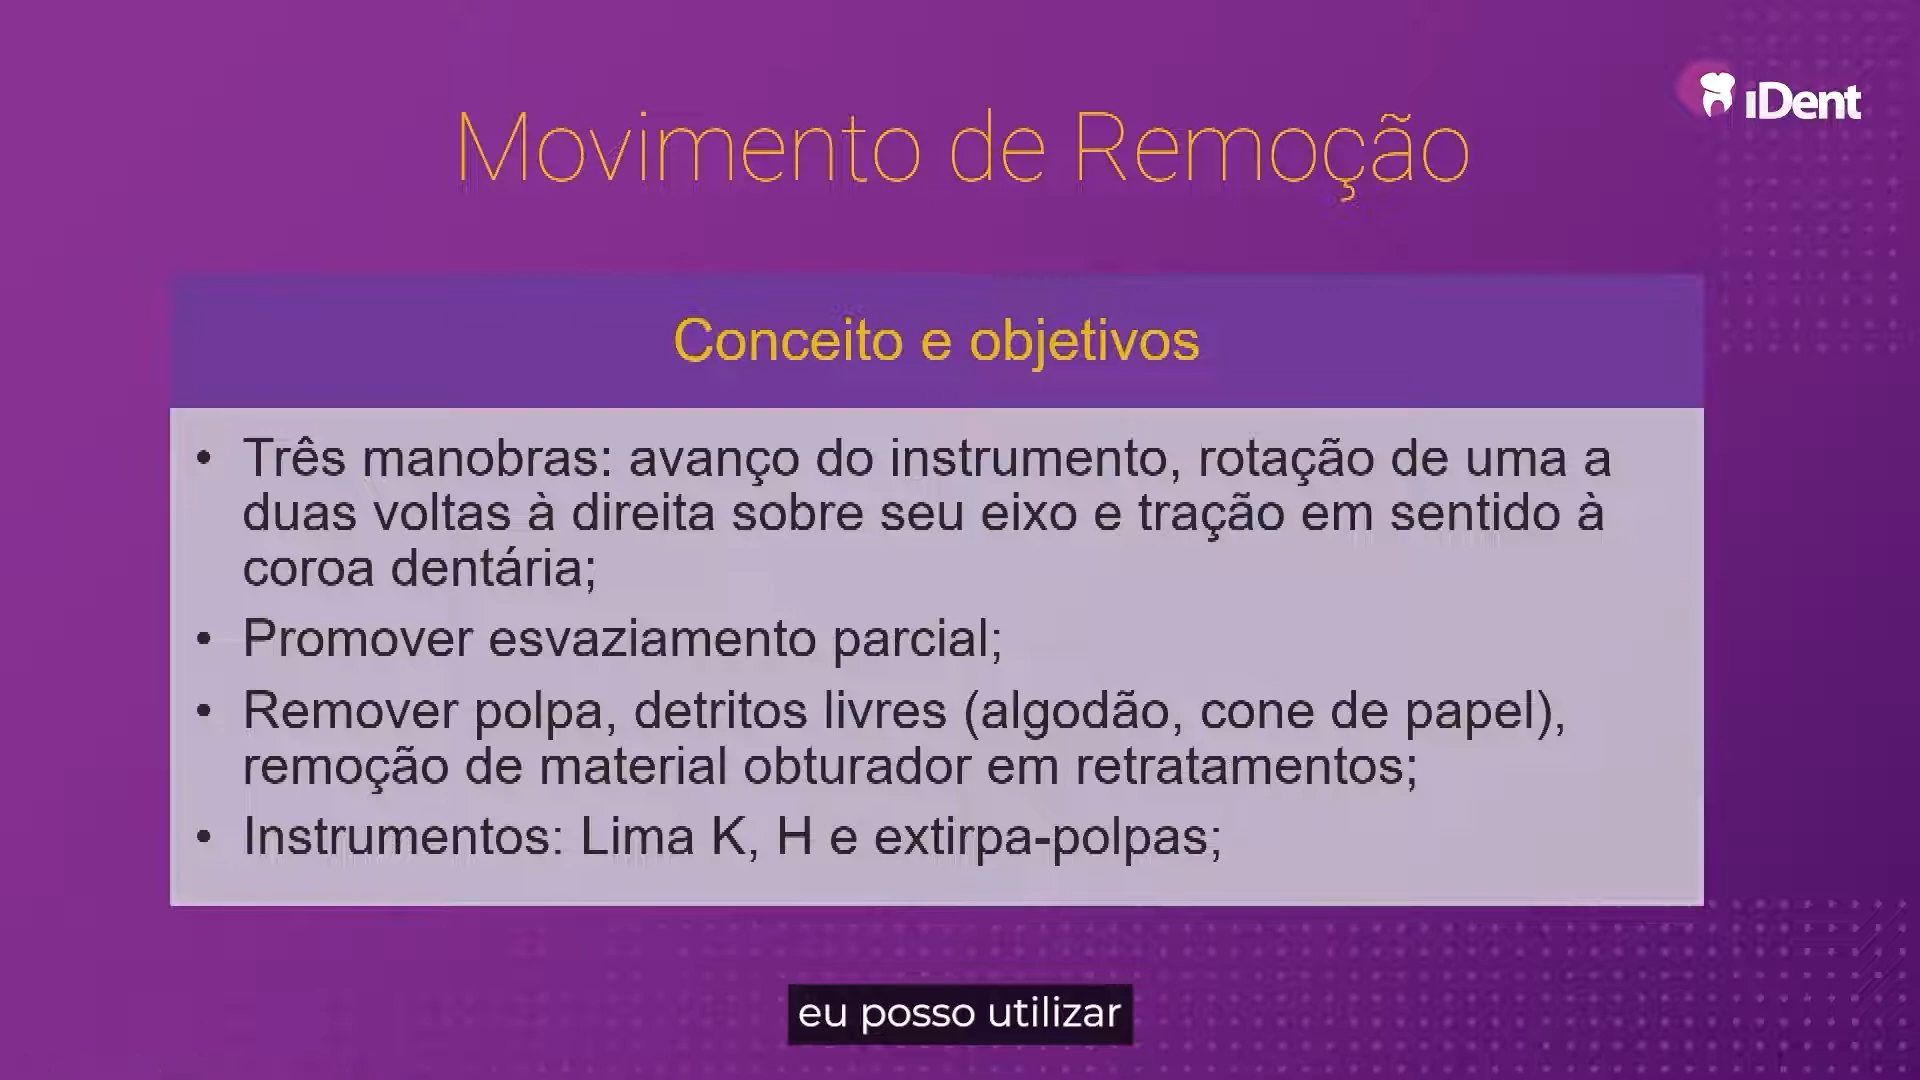 iDent
Movimento de Remoção
Conceito e objetivos
• Três manobras: avanço do instrumento, rotação de uma a
duas voltas à direita sobre seu eixo e tração em sentido à
coroa dentária;
• Promover esvaziamento parcial;
• Remover polpa, detritos livres (algodão, cone de papel),
remoção de material obturador em retratamentos;
• Instrumentos: Lima K, H e extirpa-polpas;
eu posso utilizar